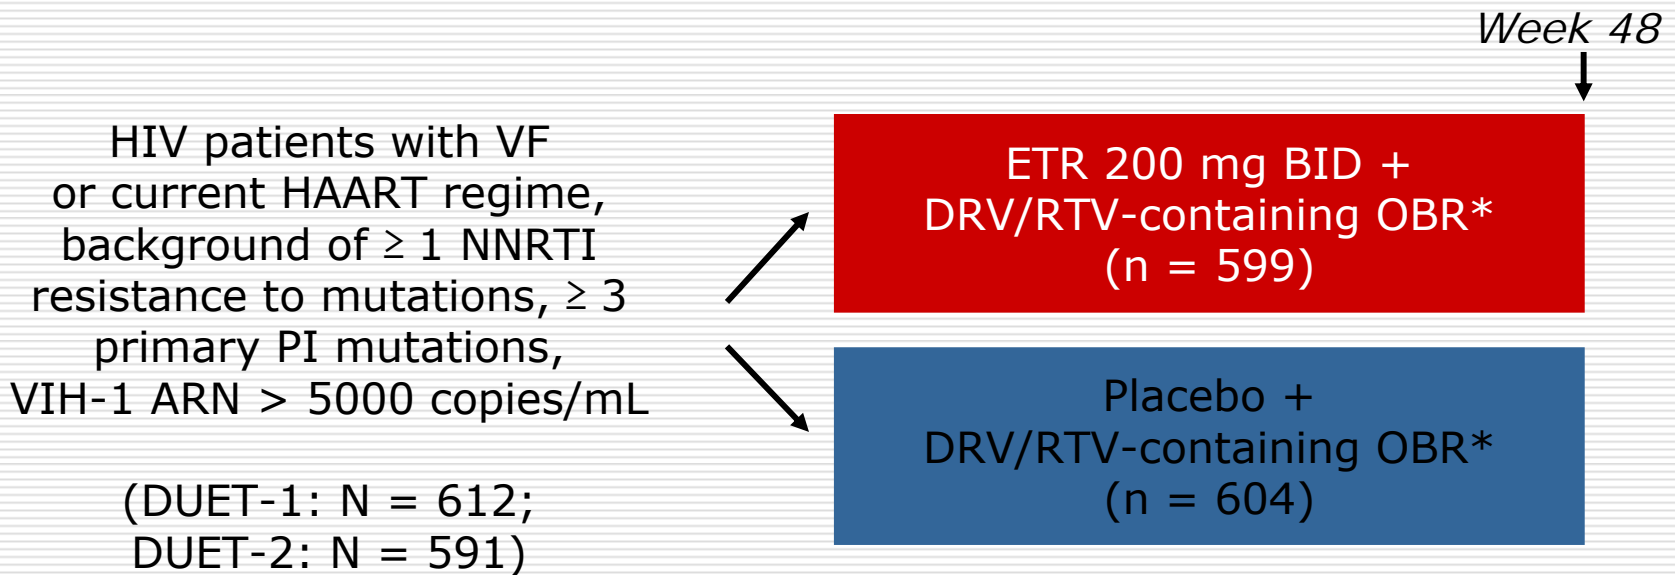 Week 48
HIV patients with VF
or current HAART regime,
background of ≥ 1 NNRTI
resistance to mutations, ≥ 3
primary PI mutations,
VIH-1 ARN > 5000 copies/mL
(DUET-1: N = 612;
DUET-2: N = 591)
ETR 200 mg BID +
DRV/RTV-containing OBR*
(n = 599)
Placebo +
DRV/RTV-containing OBR*
(n = 604)